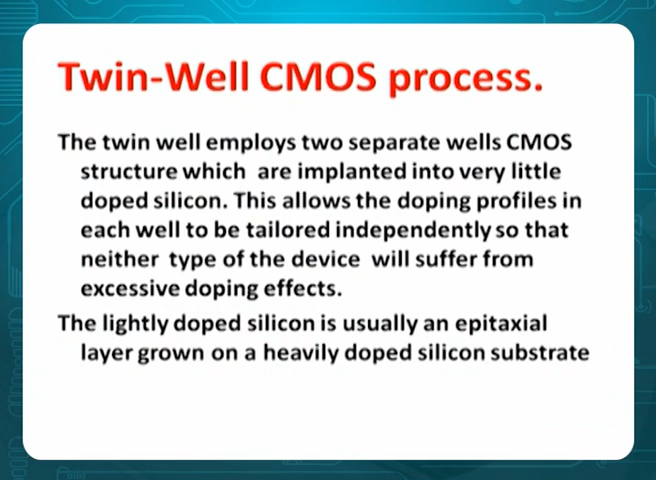 Twin-Well CMOS process.
The twin well employs two separate wells CMOS
structure which are implanted into very little
doped silicon. This allows the doping profiles in
each well to be tailored independently so that
neither type of the device will suffer from
excessive doping effects.
The lightly doped silicon is usually an epitaxial
layer grown on a heavily doped silicon substrate